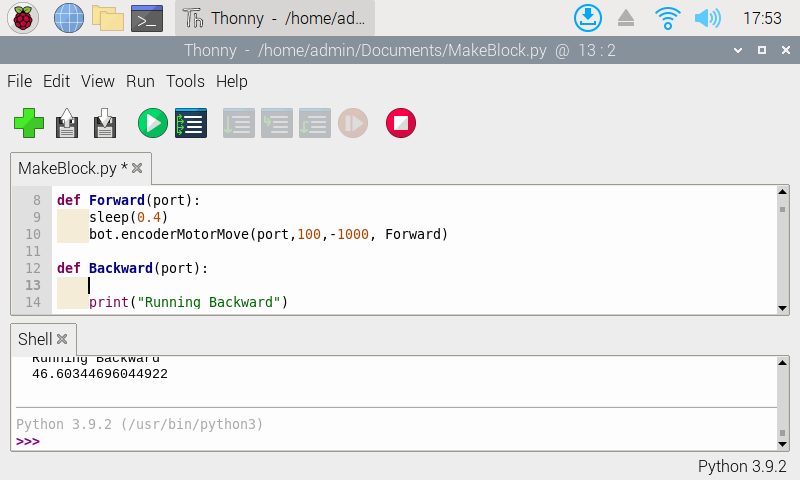 Thonny - /home/ad...
17:53
Thonny - /home/admin/Documents/MakeBlock.py @ 13 : 2
File Edit View Run Tools Help
MakeBlock.py *
8 def Forward(port):
9 sleep(0.4)
10 bot.encoderMotorMove(port,100,-1000, Forward)
11
12 def Backward(port):
13
14 print("Running Backward")
Shell
Running Backward
46.60344696044922
Python 3.9.2 (/usr/bin/python3)
>>>
Python 3.9.2